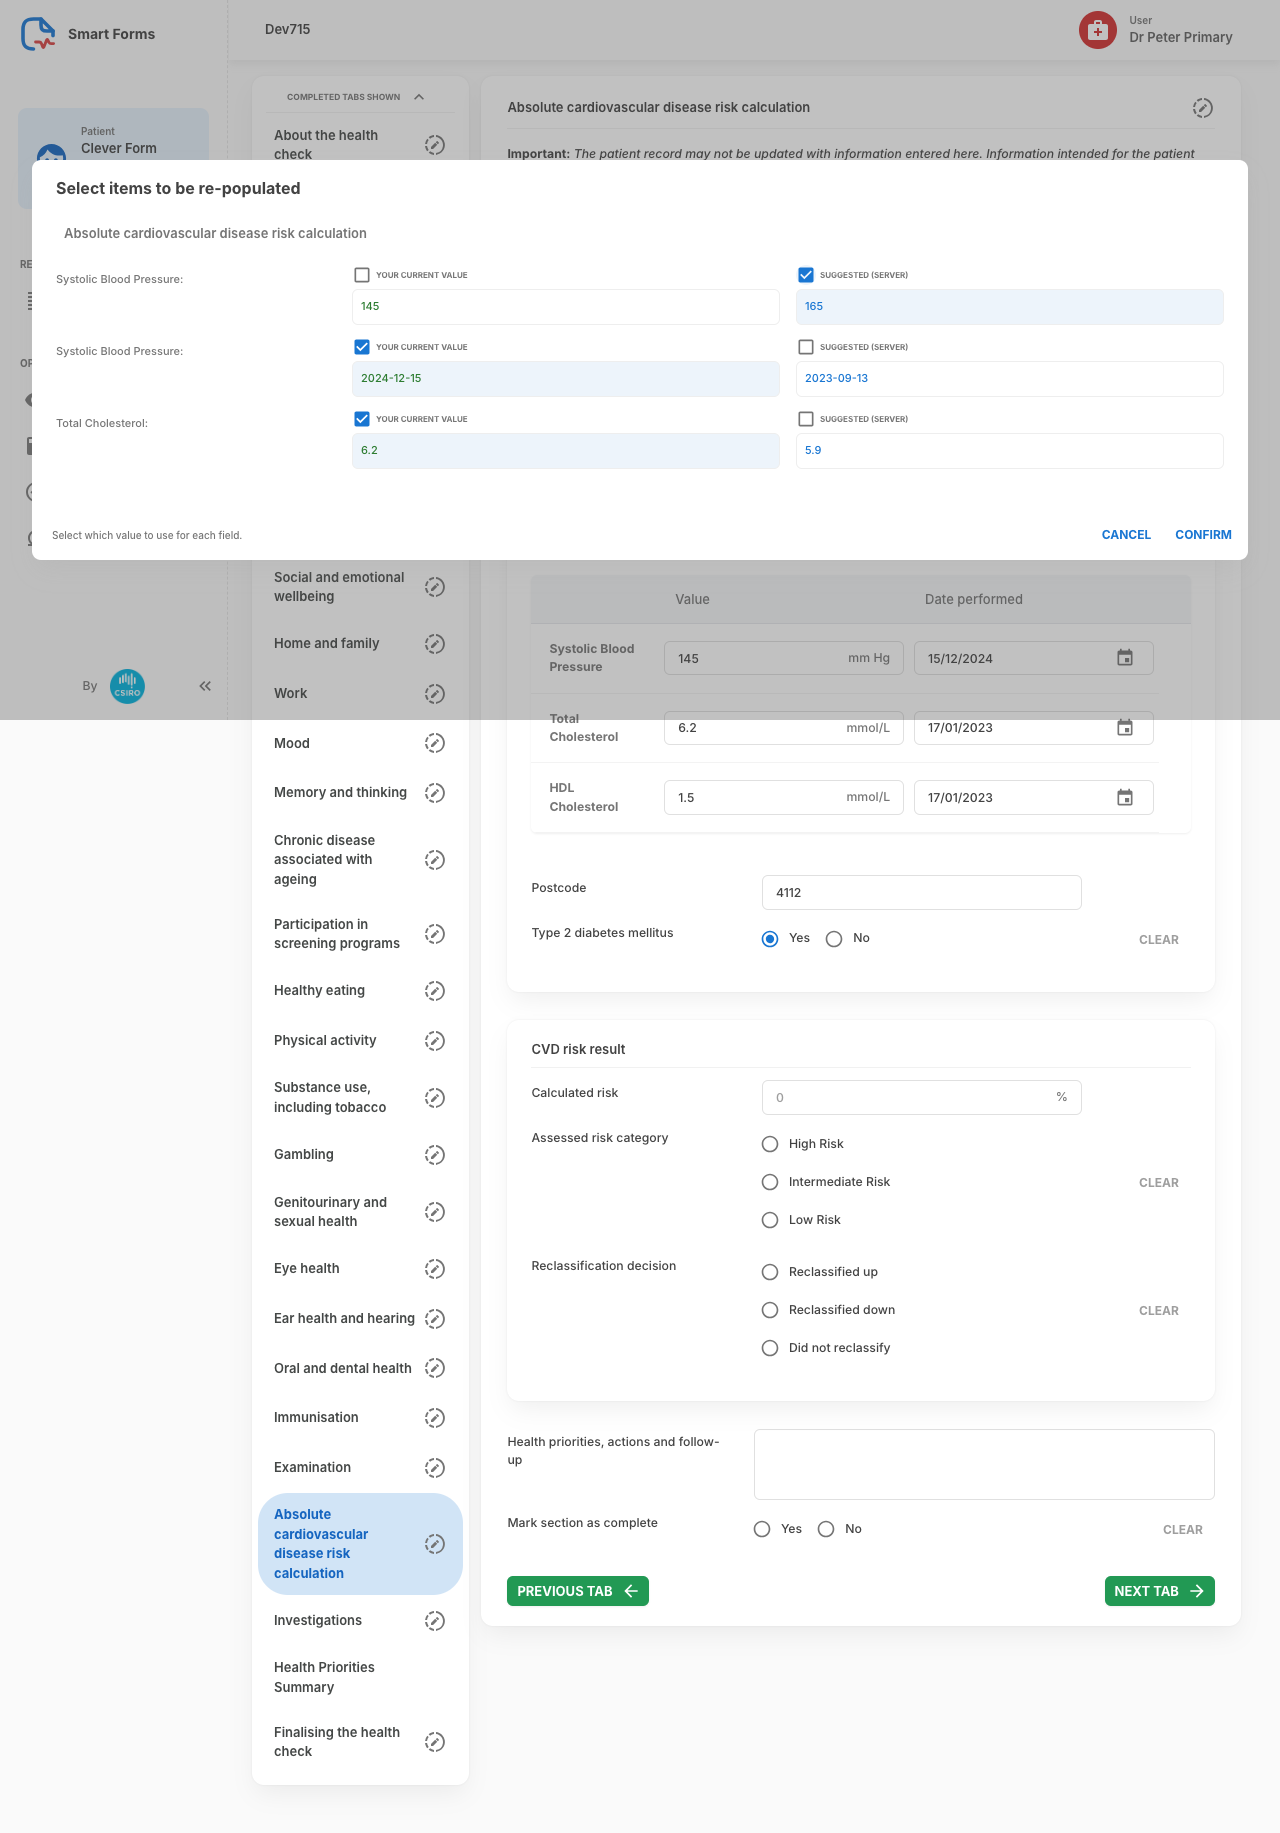 Smart Forms
Dev715
User
Dr Peter Primary
Patient
Clever Form
COMPLETED TABS SHOWN
About the health
check
Absolute cardiovascular disease risk calculation
Important: The patient record may not be updated with information entered here. Information intended for the patient
Select items to be re-populated
Absolute cardiovascular disease risk calculation
Systolic Blood Pressure:
YOUR CURRENT VALUE
145
SUGGESTED (SERVER)
165
Systolic Blood Pressure:
YOUR CURRENT VALUE
2024-12-15
SUGGESTED (SERVER)
2023-09-13
Total Cholesterol:
YOUR CURRENT VALUE
6.2
SUGGESTED (SERVER)
5.9
Select which value to use for each field.
CANCEL
CONFIRM
By
CSIRO
Social and emotional
wellbeing
Home and family
Work
Mood
Memory and thinking
Chronic disease
associated with
ageing
Participation in
screening programs
Healthy eating
Physical activity
Substance use,
including tobacco
Gambling
Genitourinary and
sexual health
Eye health
Ear health and hearing
Oral and dental health
Immunisation
Examination
Absolute
cardiovascular
disease risk
calculation
Investigations
Health Priorities
Summary
Finalising the health
check
Value
Date performed
Systolic Blood
Pressure
145
mm Hg
15/12/2024
Total
Cholesterol
6.2
mmol/L
17/01/2023
HDL
Cholesterol
1.5
mmol/L
17/01/2023
Postcode
4112
Type 2 diabetes mellitus
Yes
No
CLEAR
CVD risk result
Calculated risk
0
%
Assessed risk category
High Risk
Intermediate Risk
Low Risk
CLEAR
Reclassification decision
Reclassified up
Reclassified down
Did not reclassify
CLEAR
Health priorities, actions and follow-
up
Mark section as complete
Yes
No
CLEAR
PREVIOUS TAB
NEXT TAB